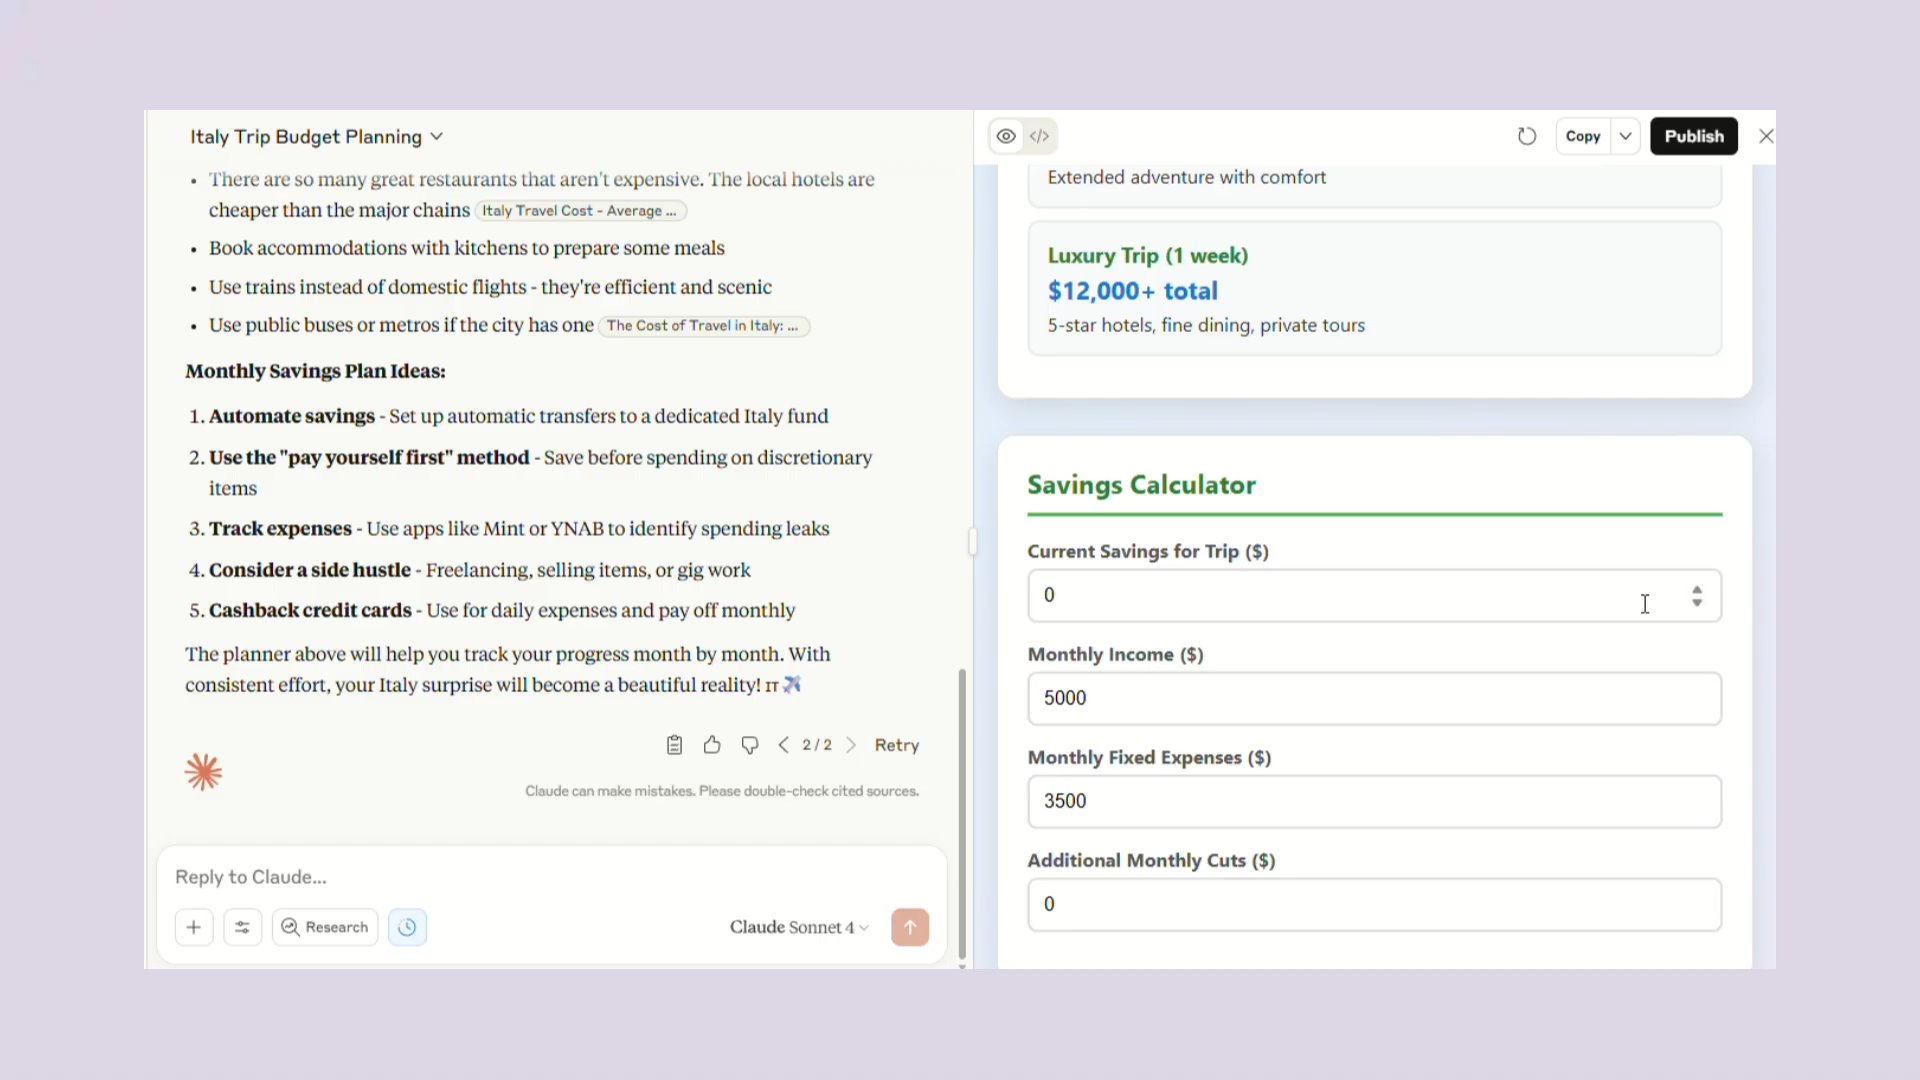 Italy Trip Budget Planning
• There are so many great restaurants that aren't expensive. The local hotels are
cheaper than the major chains Italy Travel Cost - Average ...
• Book accommodations with kitchens to prepare some meals
• Use trains instead of domestic flights - they're efficient and scenic
• Use public buses or metros if the city has one The Cost of Travel in Italy: ...
Monthly Savings Plan Ideas:
1. Automate savings - Set up automatic transfers to a dedicated Italy fund
2. Use the "pay yourself first" method - Save before spending on discretionary
items
3. Track expenses - Use apps like Mint or YNAB to identify spending leaks
4. Consider a side hustle - Freelancing, selling items, or gig work
5. Cashback credit cards - Use for daily expenses and pay off monthly
The planner above will help you track your progress month by month. With
consistent effort, your Italy surprise will become a beautiful reality! IT ✈️
2 / 2 Retry
Claude can make mistakes. Please double-check cited sources.
Reply to Claude...
Research
Claude Sonnet 4
Copy
Publish
Extended adventure with comfort
Luxury Trip (1 week)
$12,000+ total
5-star hotels, fine dining, private tours
Savings Calculator
Current Savings for Trip ($)
0
Monthly Income ($)
5000
Monthly Fixed Expenses ($)
3500
Additional Monthly Cuts ($)
0